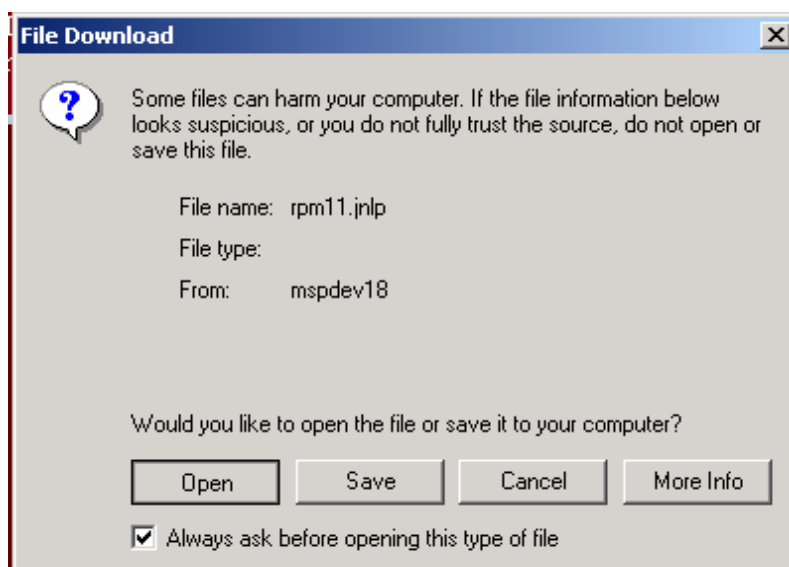 File Download
Some files can harm your computer. If the file information below
looks suspicious, or you do not fully trust the source, do not open or
save this file.
File name: rpm11.jnlp
File type:
From: mspdev18
Would you like to open the file or save it to your computer?
Open Save Cancel More Info
Always ask before opening this type of file